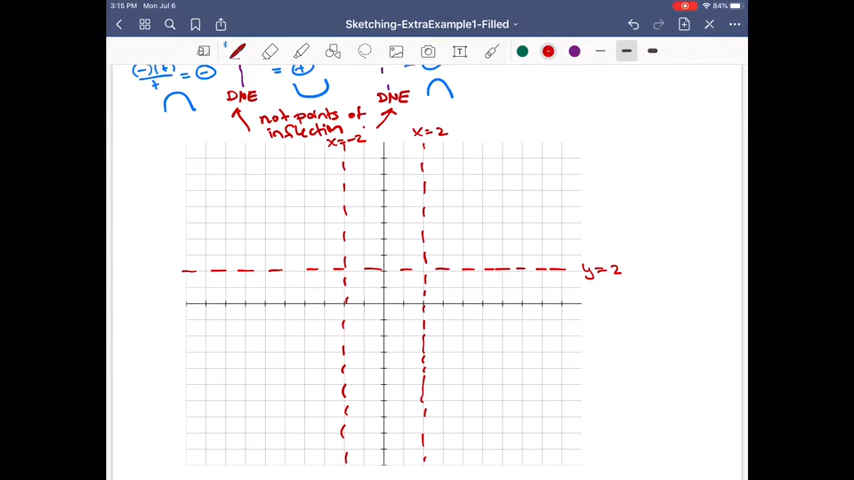 3:15 PM Mon Jul 6
84%
Sketching-ExtraExample1-Filled
(-)(+)/+ = - = +
DNE DNE
not points of
inflection
x=-2 x=2
y=2